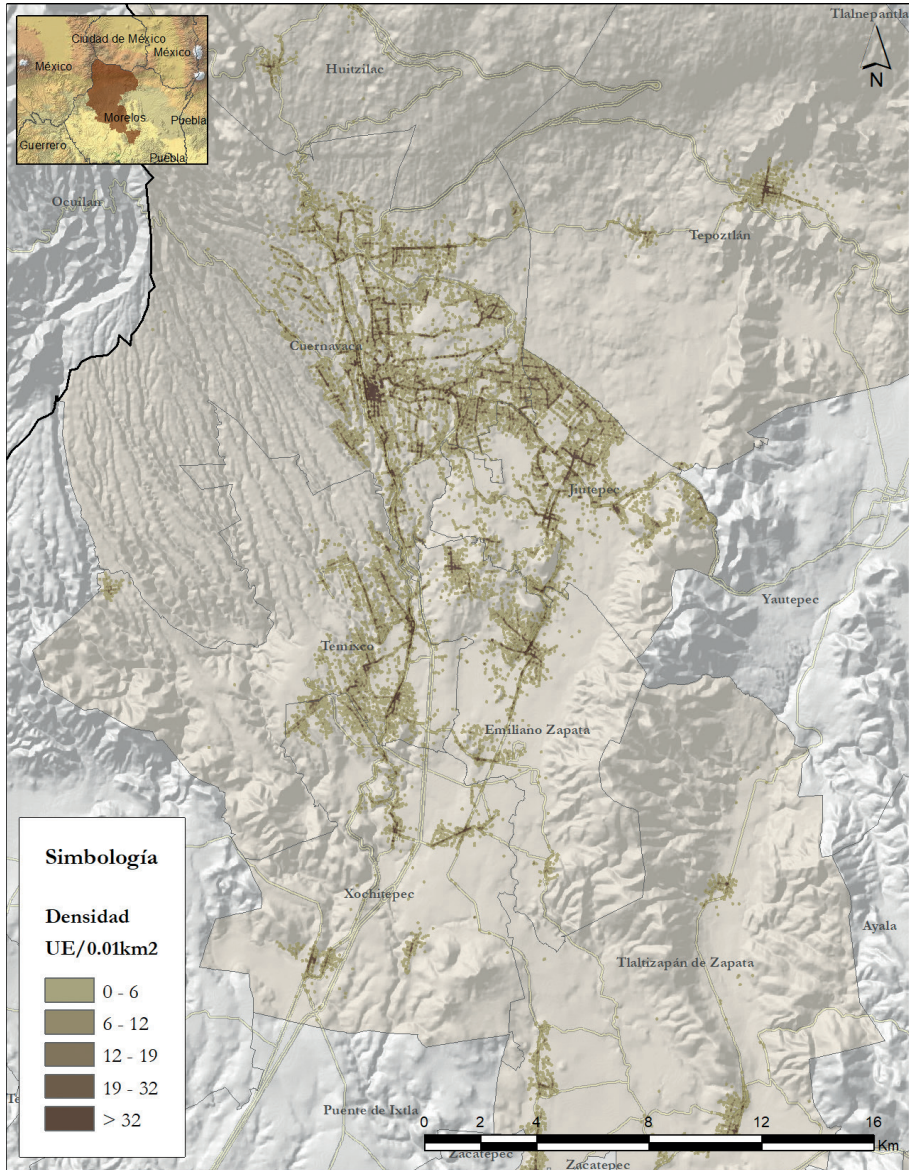 Ciudad de México
México
México
Morelos
Puebla
Guerrero
Puebla
Tlalnepantla
N
Huitzilac
Ocuilan
Tepoztlán
Cuernavaca
Jiutepec
Yautepec
Temixco
Emiliano Zapata
Xochitepec
Ayala
Tlaltizapán de Zapata
Puente de Ixtla
Zacatepec
Zacatepec
Simbología
Densidad
UE/0.01km2
0 - 6
6 - 12
12 - 19
19 - 32
> 32
0 2 4 8 12 16
Km